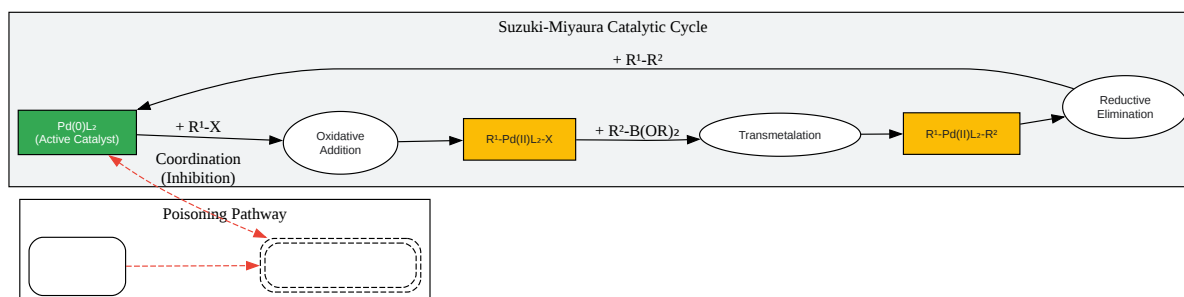 Suzuki-Miyaura Catalytic Cycle
+ R¹-R²
Pd(0)L₂
(Active Catalyst)
+ R¹-X
Oxidative
Addition
R¹-Pd(II)L₂-X
+ R²-B(OR)₂
Transmetalation
R¹-Pd(II)L₂-R²
Reductive
Elimination
Coordination
(Inhibition)
Poisoning Pathway